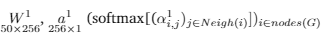 W^1_{50×256}, a^1_{256×1} (softmax[(α^1_{i,j})_{j∈Neigh(i)}])_{i∈nodes(G)}